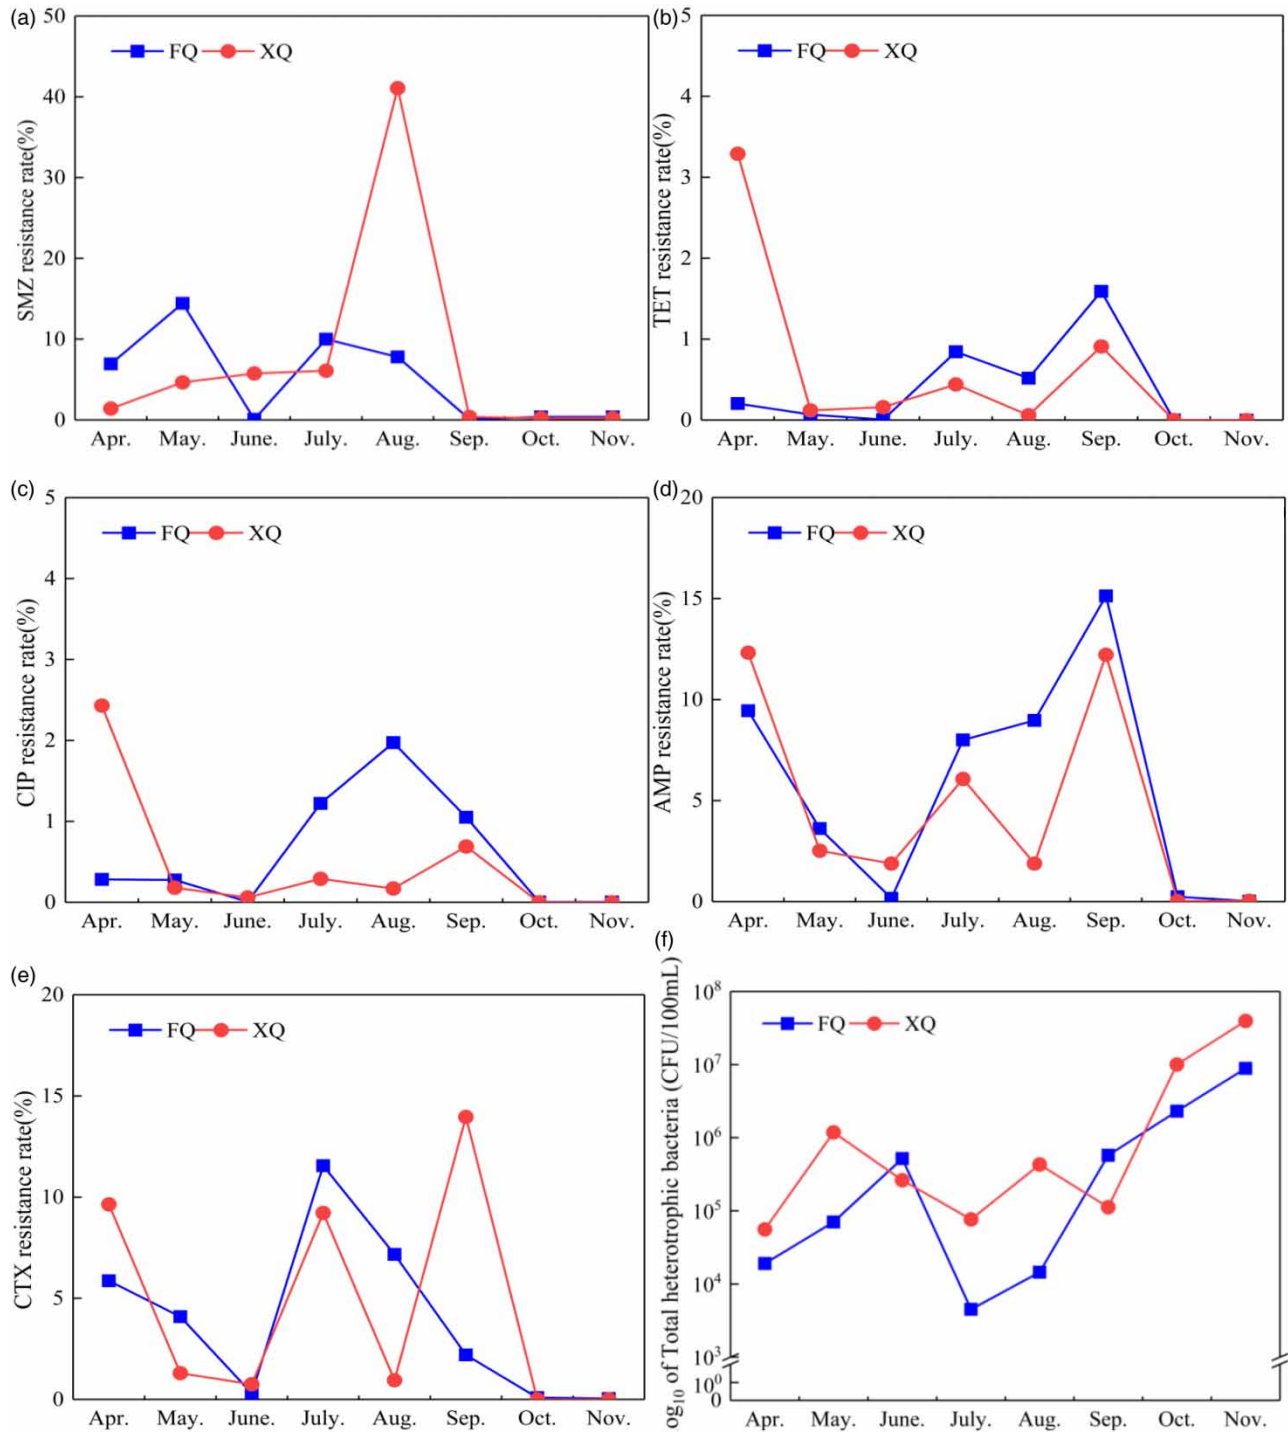 (a)
50
40
30
20
10
0
SMZ resistance rate(%)
FQ XQ
Apr. May. June. July. Aug. Sep. Oct. Nov.
(b)
5
4
3
2
1
0
TET resistance rate(%)
FQ XQ
Apr. May. June. July. Aug. Sep. Oct. Nov.
(c)
5
4
3
2
1
0
CIP resistance rate(%)
FQ XQ
Apr. May. June. July. Aug. Sep. Oct. Nov.
(d)
20
15
10
5
0
AMP resistance rate(%)
FQ XQ
Apr. May. June. July. Aug. Sep. Oct. Nov.
(e)
20
15
10
5
0
CTX resistance rate(%)
FQ XQ
Apr. May. June. July. Aug. Sep. Oct. Nov.
(f)
10⁸
10⁷
10⁶
10⁵
10⁴
10³
10⁰
0
og₁₀ of Total heterotrophic bacteria (CFU/100mL)
FQ XQ
Apr. May. June. July. Aug. Sep. Oct. Nov.